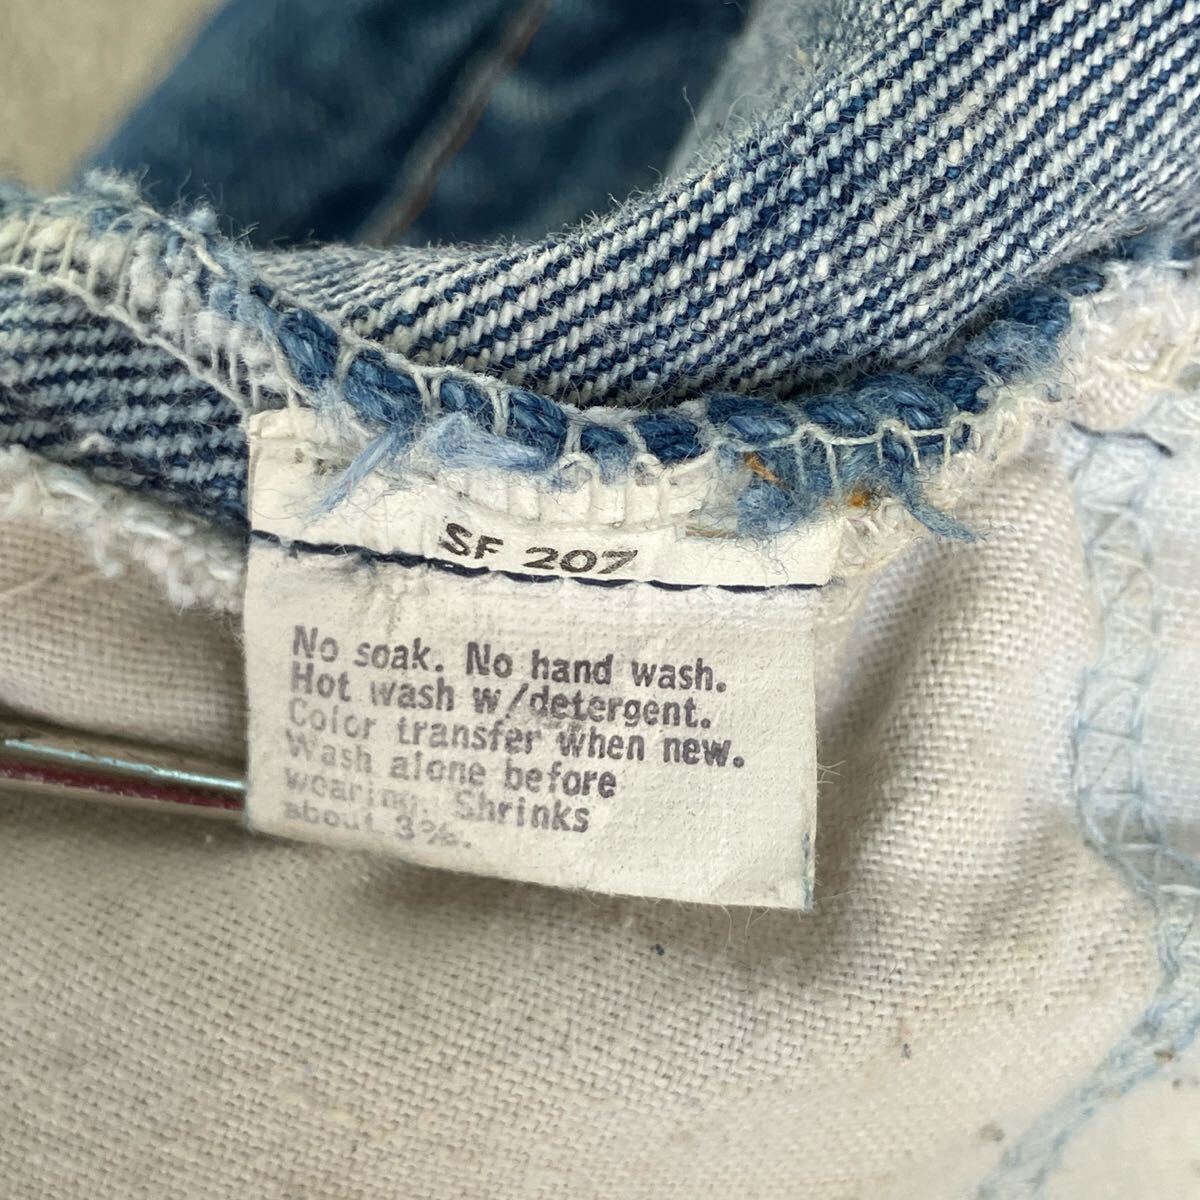 SF 207
No soak. No hand wash.
Hot wash w/detergent.
Color transfer when new.
Wash alone before
wearing. Shrinks
about 3%.